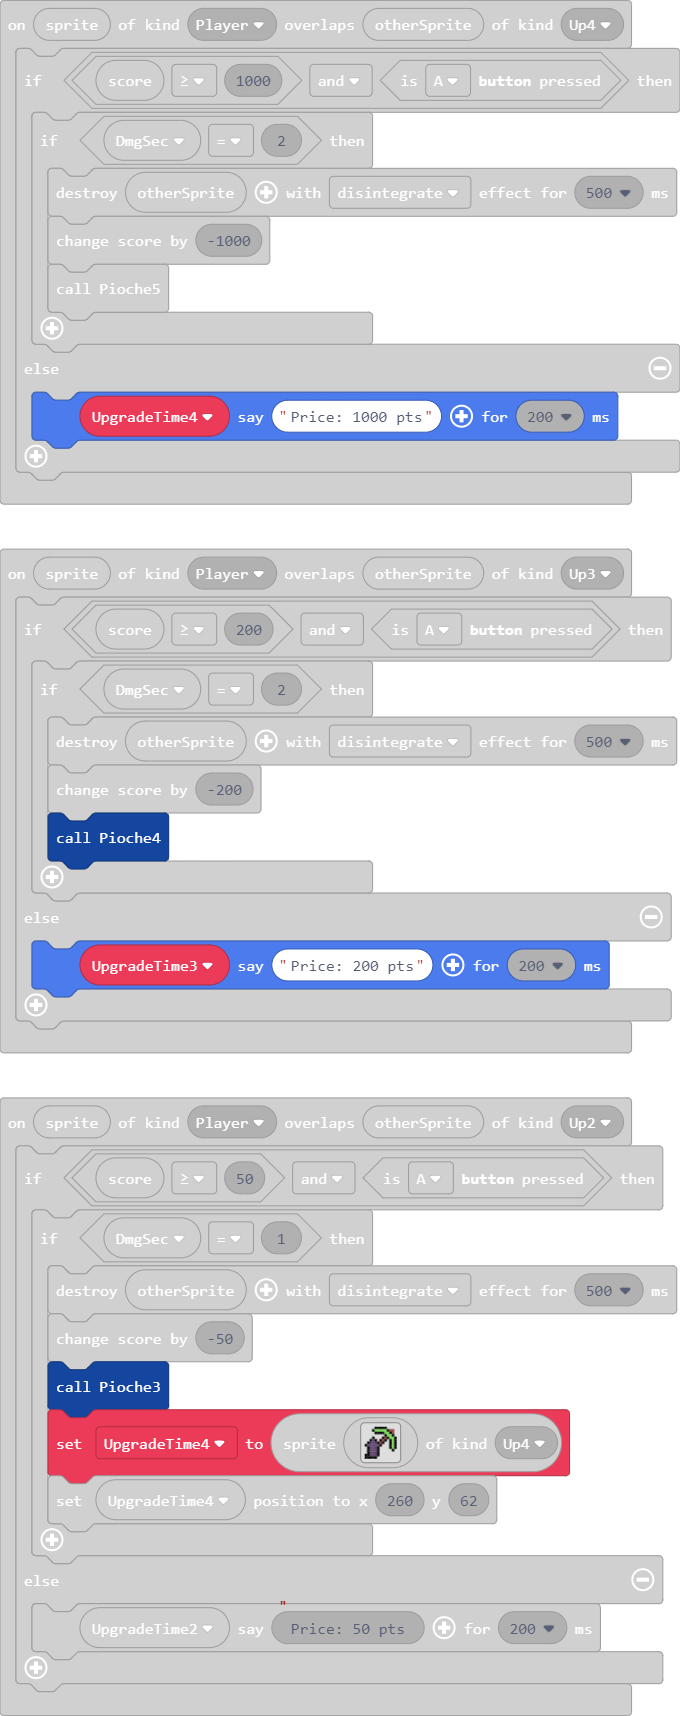 on sprite of kind Player overlaps otherSprite of kind Up4
if score ≥ 1000 and is A button pressed then
if DmgSec = 2 then
destroy otherSprite with disintegrate effect for 500 ms
change score by -1000
call Pioche5
else
UpgradeTime4 say "Price: 1000 pts" for 200 ms
on sprite of kind Player overlaps otherSprite of kind Up3
if score ≥ 200 and is A button pressed then
if DmgSec = 2 then
destroy otherSprite with disintegrate effect for 500 ms
change score by -200
call Pioche4
else
UpgradeTime3 say "Price: 200 pts" for 200 ms
on sprite of kind Player overlaps otherSprite of kind Up2
if score ≥ 50 and is A button pressed then
if DmgSec = 1 then
destroy otherSprite with disintegrate effect for 500 ms
change score by -50
call Pioche3
set UpgradeTime4 to sprite of kind Up4
set UpgradeTime4 position to x 260 y 62
else
UpgradeTime2 say "Price: 50 pts for 200 ms